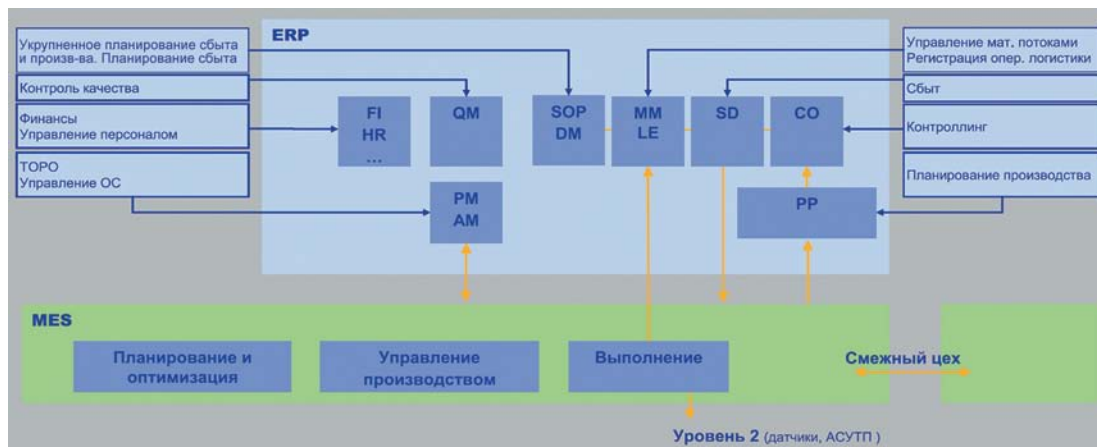 ERP
Укрупненное планирование сбыта
и произв-ва. Планирование сбыта
Контроль качества
Финансы
Управление персоналом
ТОРО
Управление ОС
Управление мат. потоками
Регистрация опер. логистики
Сбыт
Контроллинг
Планирование производства
FI
HR
...
QM
SOP
DM
MM
LE
SD
CO
PM
AM
PP
MES
Планирование и
оптимизация
Управление
производством
Выполнение
Смежный цех
Уровень 2 (датчики, АСУТП )